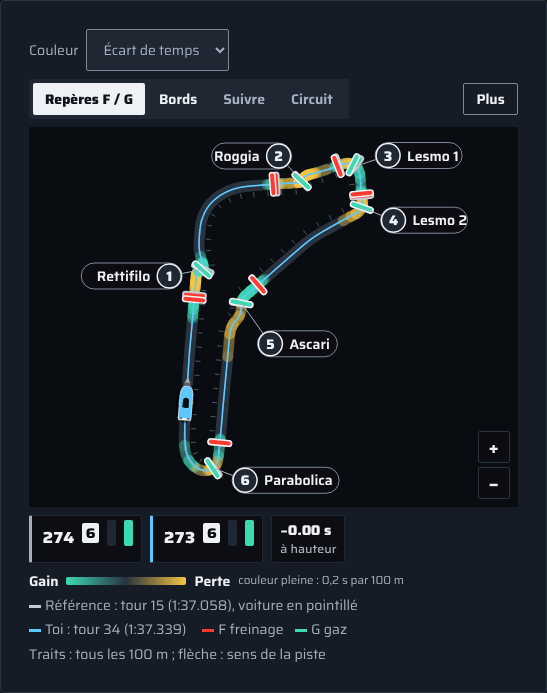 Couleur Écart de temps
Repères F / G Bords Suivre Circuit Plus
Roggia 2
3 Lesmo 1
4 Lesmo 2
Rettifilo 1
5 Ascari
6 Parabolica
+
−
274 6 273 6 -0.00 s
à hauteur
Gain Perte couleur pleine : 0,2 s par 100 m
Référence : tour 15 (1:37.058), voiture en pointillé
Toi : tour 34 (1:37.339) F freinage G gaz
Traits : tous les 100 m ; flèche : sens de la piste